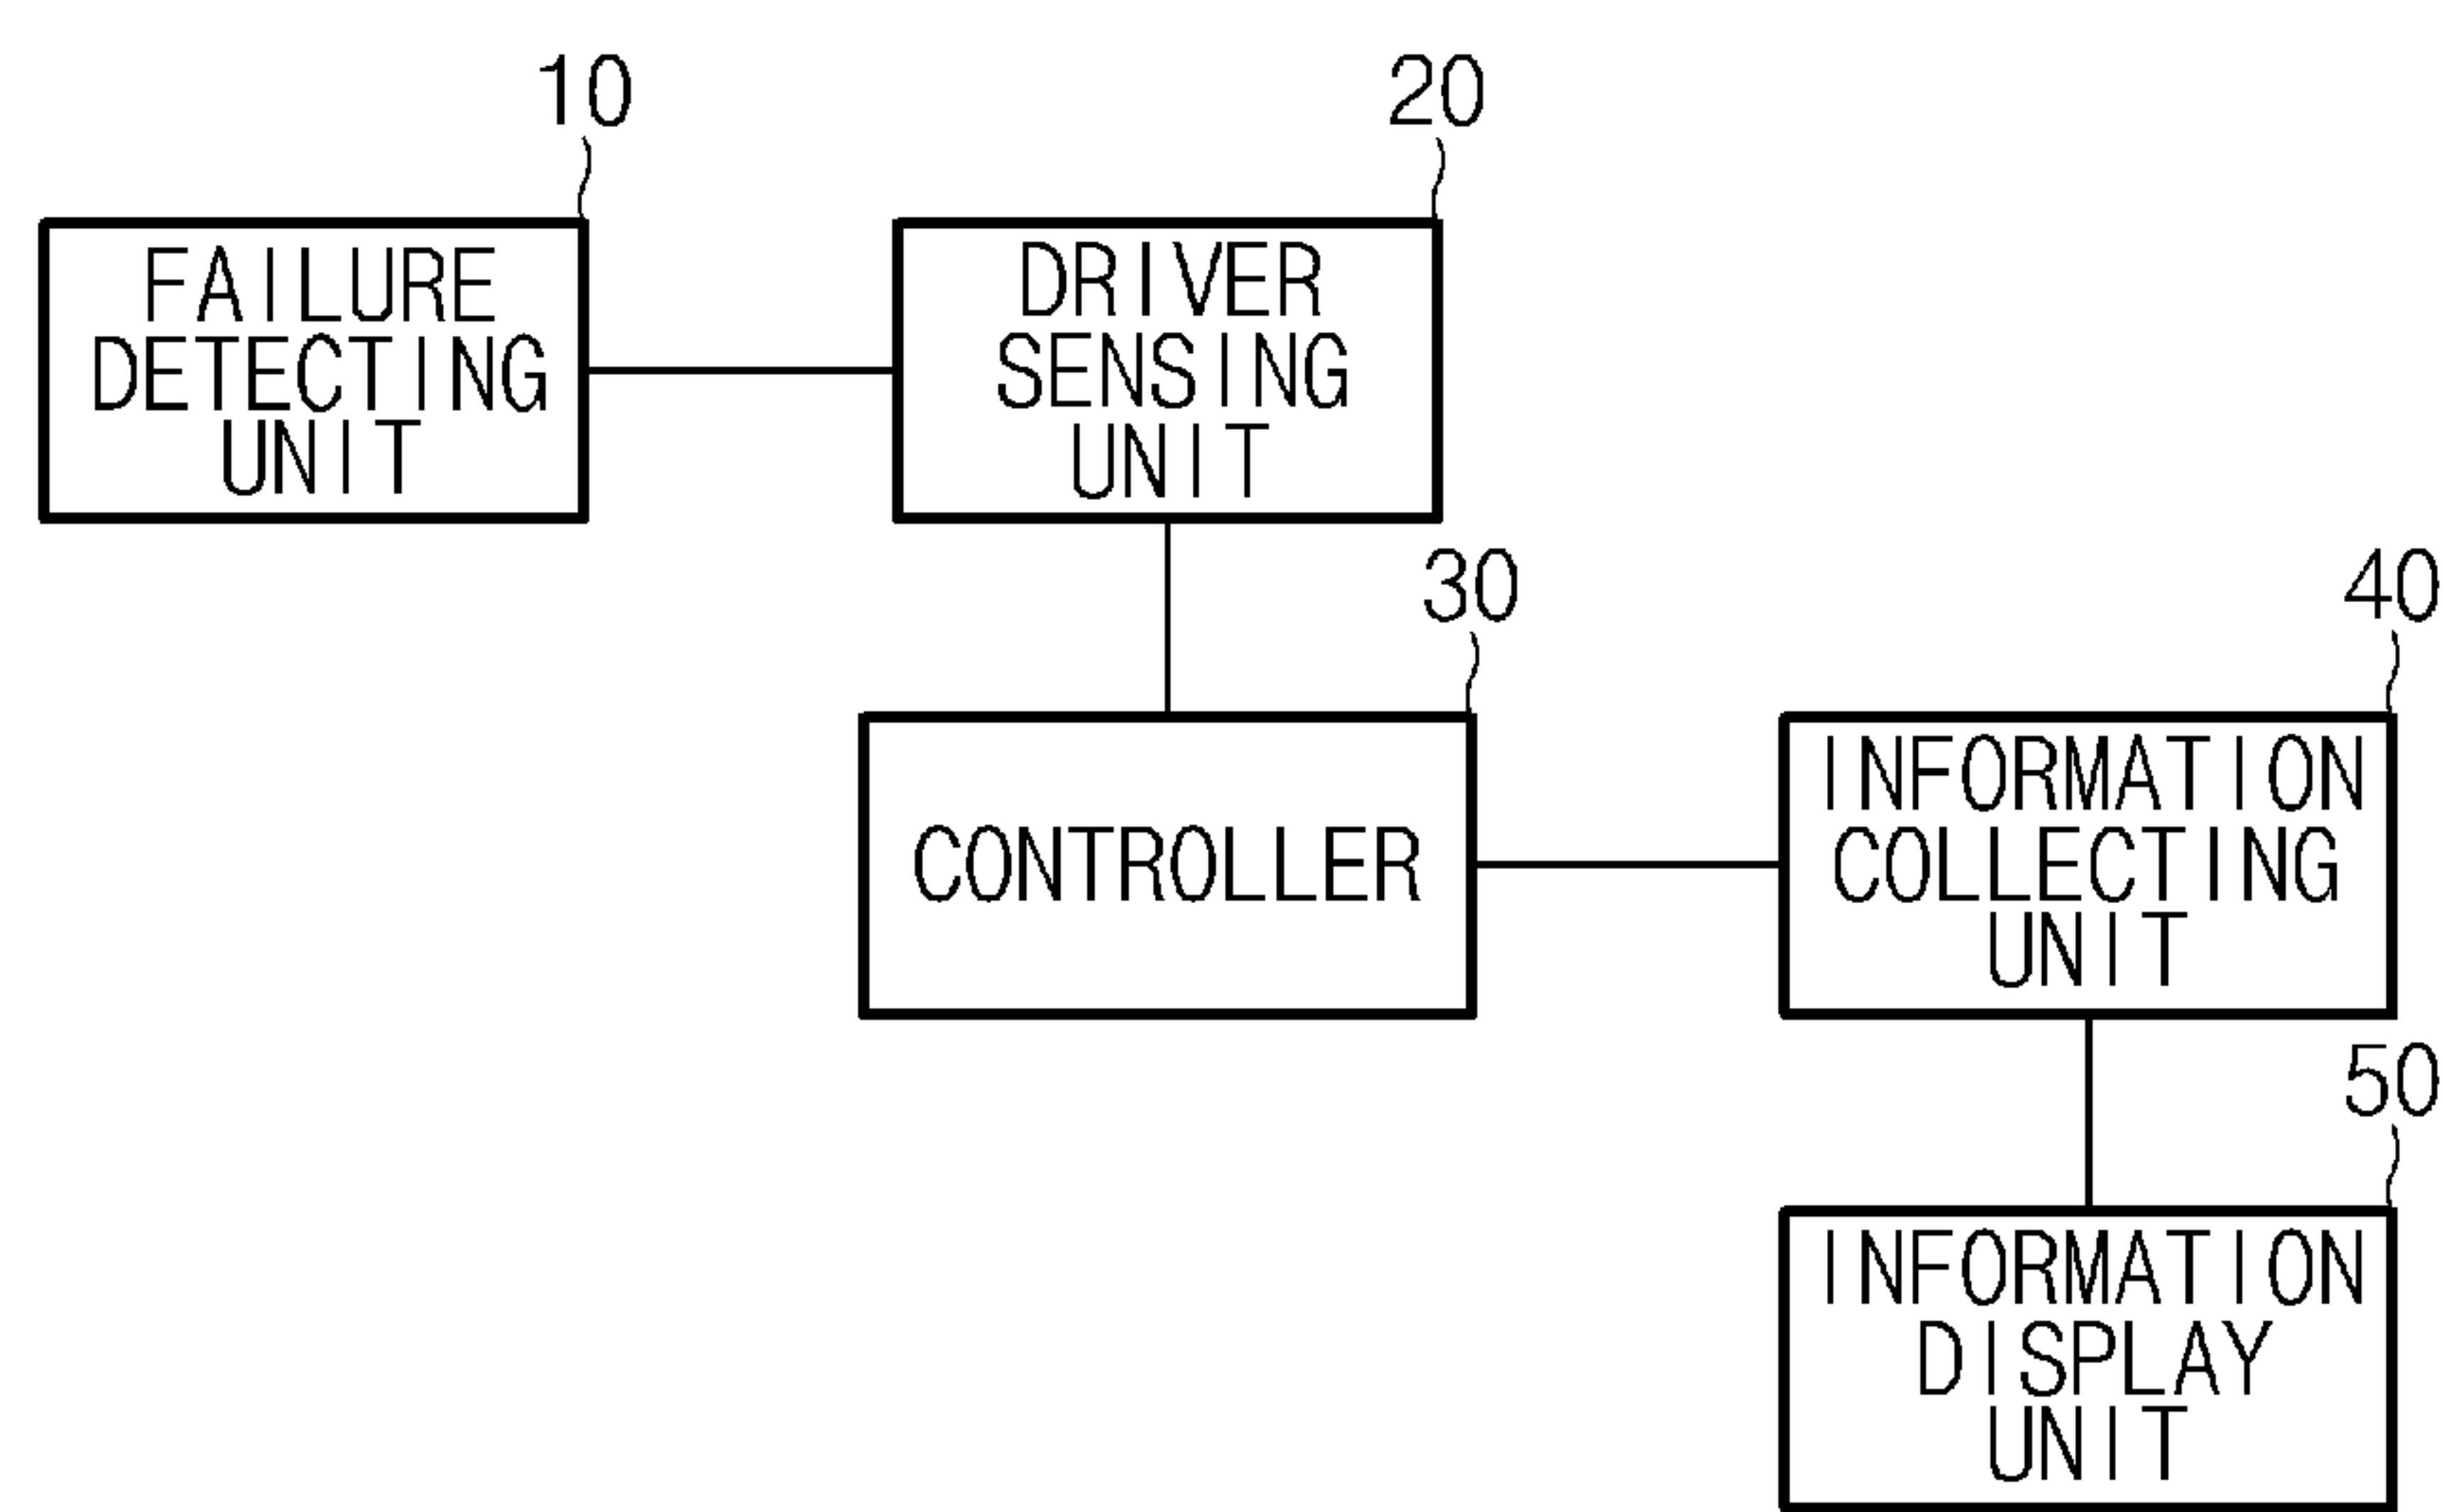 10
20
FAILURE
DETECTING
UNIT
DRIVER
SENSING
UNIT
30
40
CONTROLLER
INFORMATION
COLLECTING
UNIT
50
INFORMATION
DISPLAY
UNIT